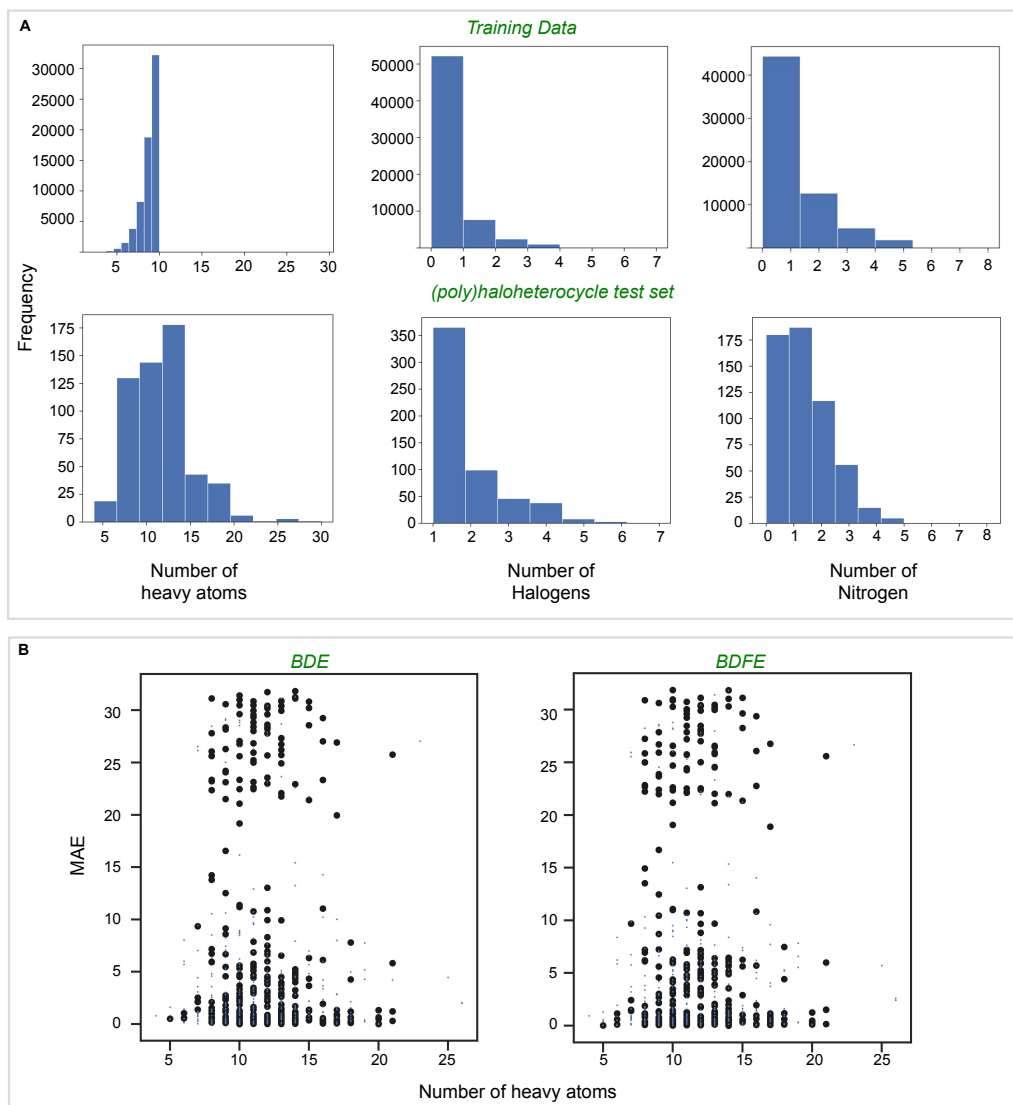 A
Training Data
30000
25000
20000
15000
10000
5000
5 10 15 20 25 30
50000
40000
30000
20000
10000
0 1 2 3 4 5 6 7
40000
30000
40000
20000
10000
0 1 2 3 4 5 6 7 8
Frequency
(poly)haloheterocycle test set
175
150
125
100
75
50
25
0
5 10 15 20 25 30
Number of
heavy atoms
350
300
250
200
150
100
50
0
1 2 3 4 5 6 7
Number of
Halogens
175
150
125
100
75
50
25
0
0 1 2 3 4 5 6 7 8
Number of
Nitrogen
B
BDE
MAE
30
25
20
15
10
5
0
5 10 15 20 25
BDFE
30
25
20
15
10
5
0
5 10 15 20 25
Number of heavy atoms